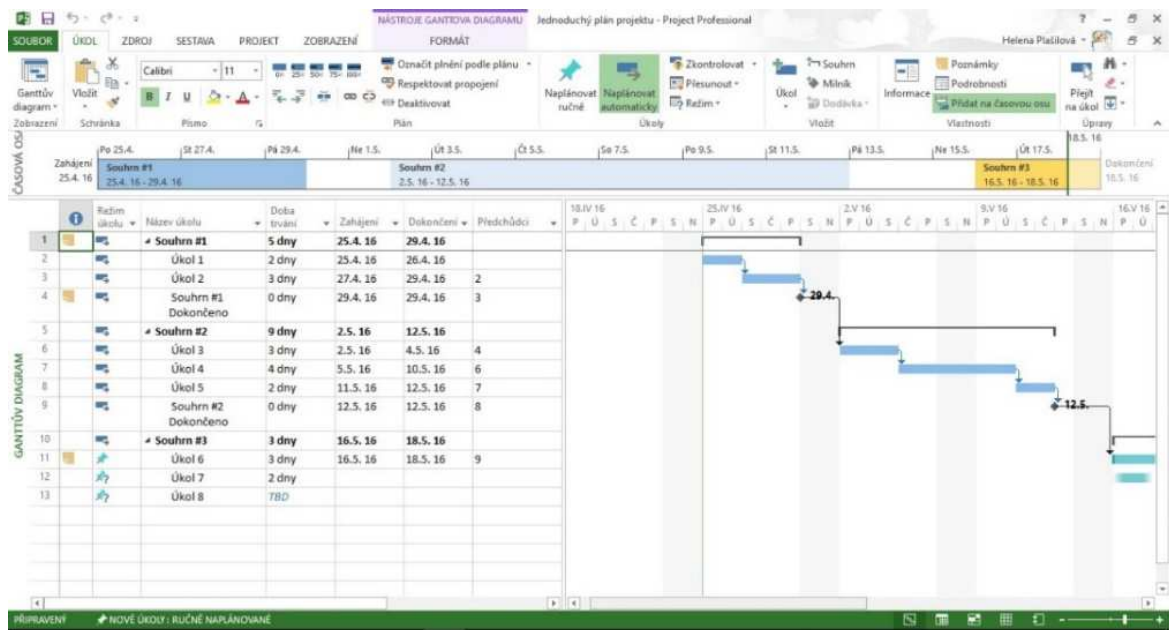 NÁSTROJE GANTTOVA DIAGRAMU Jednoduchý plán projektu - Project Professional
SOUBOR ÚKOL ZDROJ SESTAVA PROJEKT ZOBRAZENÍ FORMÁT Helena Plašilová
Ganttův diagram
Vložit
Calibri 11
B I U A
Označit plnění podle plánu
Respektovat propojení
Deaktivovat
Naplánovat ručně
Naplánovat automaticky
Zkontrolovat
Přesunout
Režim
Úkol
Souhrn
Milník
Dodávka
Informace
Poznámky
Podrobnosti
Přidat na časovou osu
Přejít na úkol
Zobrazení Schránka Písmo Plán Úkoly Vložit Vlastnosti Úpravy
ČASOVÁ OSA
18.5. 16
Po 25.4. St 27.4. Pá 29.4. Ne 1.5. Út 3.5. Čt 5.5. So 7.5. Po 9.5. St 11.5. Pá 13.5. Ne 15.5. Út 17.5.
Zahájení
25.4. 16
Souhrn #1
25.4. 16 - 29.4. 16
Souhrn #2
2.5. 16 - 12.5. 16
Souhrn #3
16.5. 16 - 18.5. 16
Dokončení
18.5. 16
GANTTŮV DIAGRAM
Režim úkolu Název úkolu Doba trvání Zahájení Dokončení Předchůdci
1 Souhrn #1 5 dny 25.4. 16 29.4. 16
2 Úkol 1 2 dny 25.4. 16 26.4. 16
3 Úkol 2 3 dny 27.4. 16 29.4. 16 2
4 Souhrn #1 Dokončeno 0 dny 29.4. 16 29.4. 16 3
5 Souhrn #2 9 dny 2.5. 16 12.5. 16
6 Úkol 3 3 dny 2.5. 16 4.5. 16 4
7 Úkol 4 4 dny 5.5. 16 10.5. 16 6
8 Úkol 5 2 dny 11.5. 16 12.5. 16 7
9 Souhrn #2 Dokončeno 0 dny 12.5. 16 12.5. 16 8
10 Souhrn #3 3 dny 16.5. 16 18.5. 16
11 Úkol 6 3 dny 16.5. 16 18.5. 16 9
12 Úkol 7 2 dny
13 Úkol 8 TBD
18.IV 16 25.IV 16 2.V 16 9.V 16 16.V 16
P Ú S Č P S N P Ú S Č P S N P Ú S Č P S N P Ú S Č P S N P Ú
29.4.
12.5.
PŘIPRAVENÝ NOVÉ ÚKOLY : RUČNĚ NAPLÁNOVANÉ